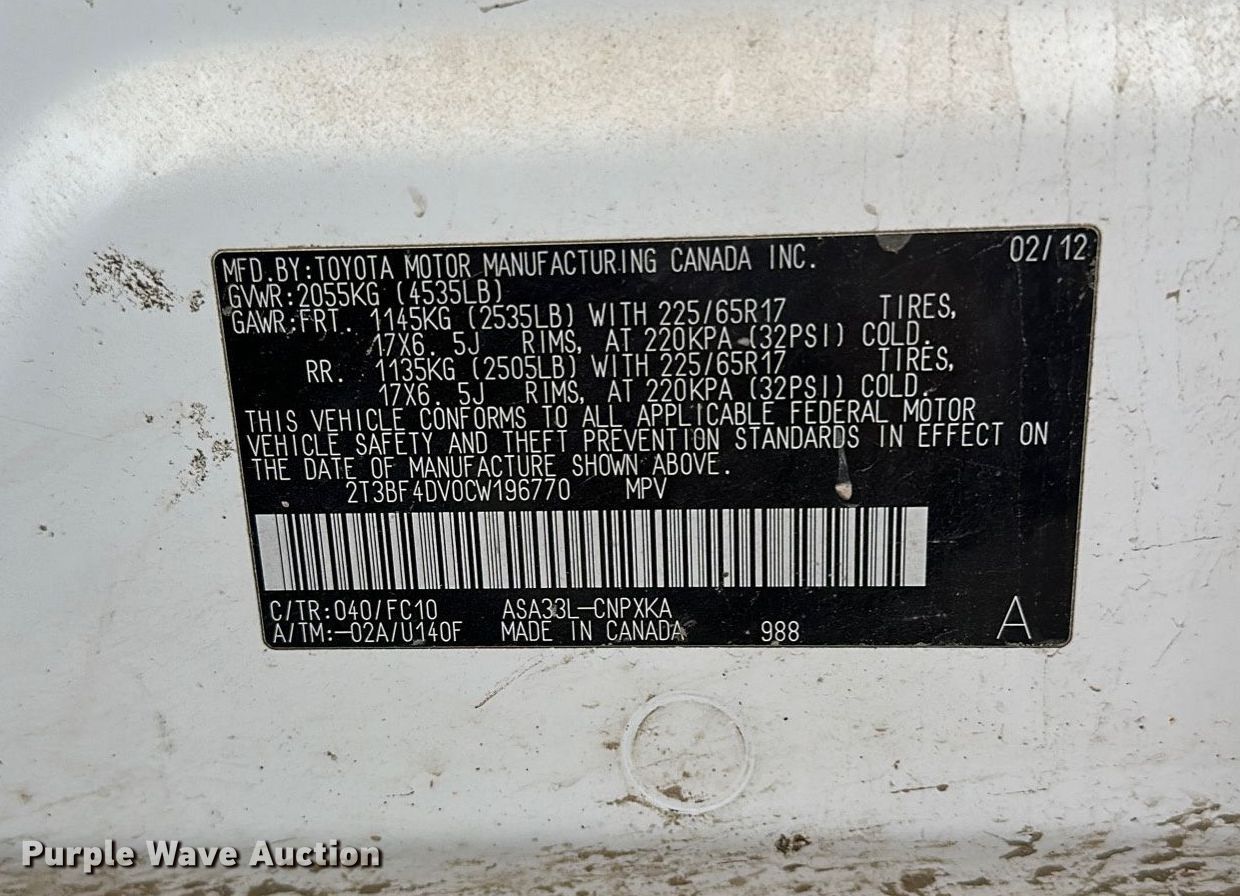 MFD.BY:TOYOTA MOTOR MANUFACTURING CANADA INC. 02/12
GVWR:2055KG (4535LB)
GAWR:FRT. 1145KG (2535LB) WITH 225/65R17 TIRES,
17X6. 5J RIMS, AT 220KPA (32PSI) COLD.
RR. 1135KG (2505LB) WITH 225/65R17 TIRES,
17X6. 5J RIMS, AT 220KPA (32PSI) COLD.
THIS VEHICLE CONFORMS TO ALL APPLICABLE FEDERAL MOTOR
VEHICLE SAFETY AND THEFT PREVENTION STANDARDS IN EFFECT ON
THE DATE OF MANUFACTURE SHOWN ABOVE.
2T3BF4DV0CW196770 MPV
C/TR:040/FC10 ASA33L-CNPXKA
A/TM:-02A/U140F MADE IN CANADA 988 A
Purple Wave Auction